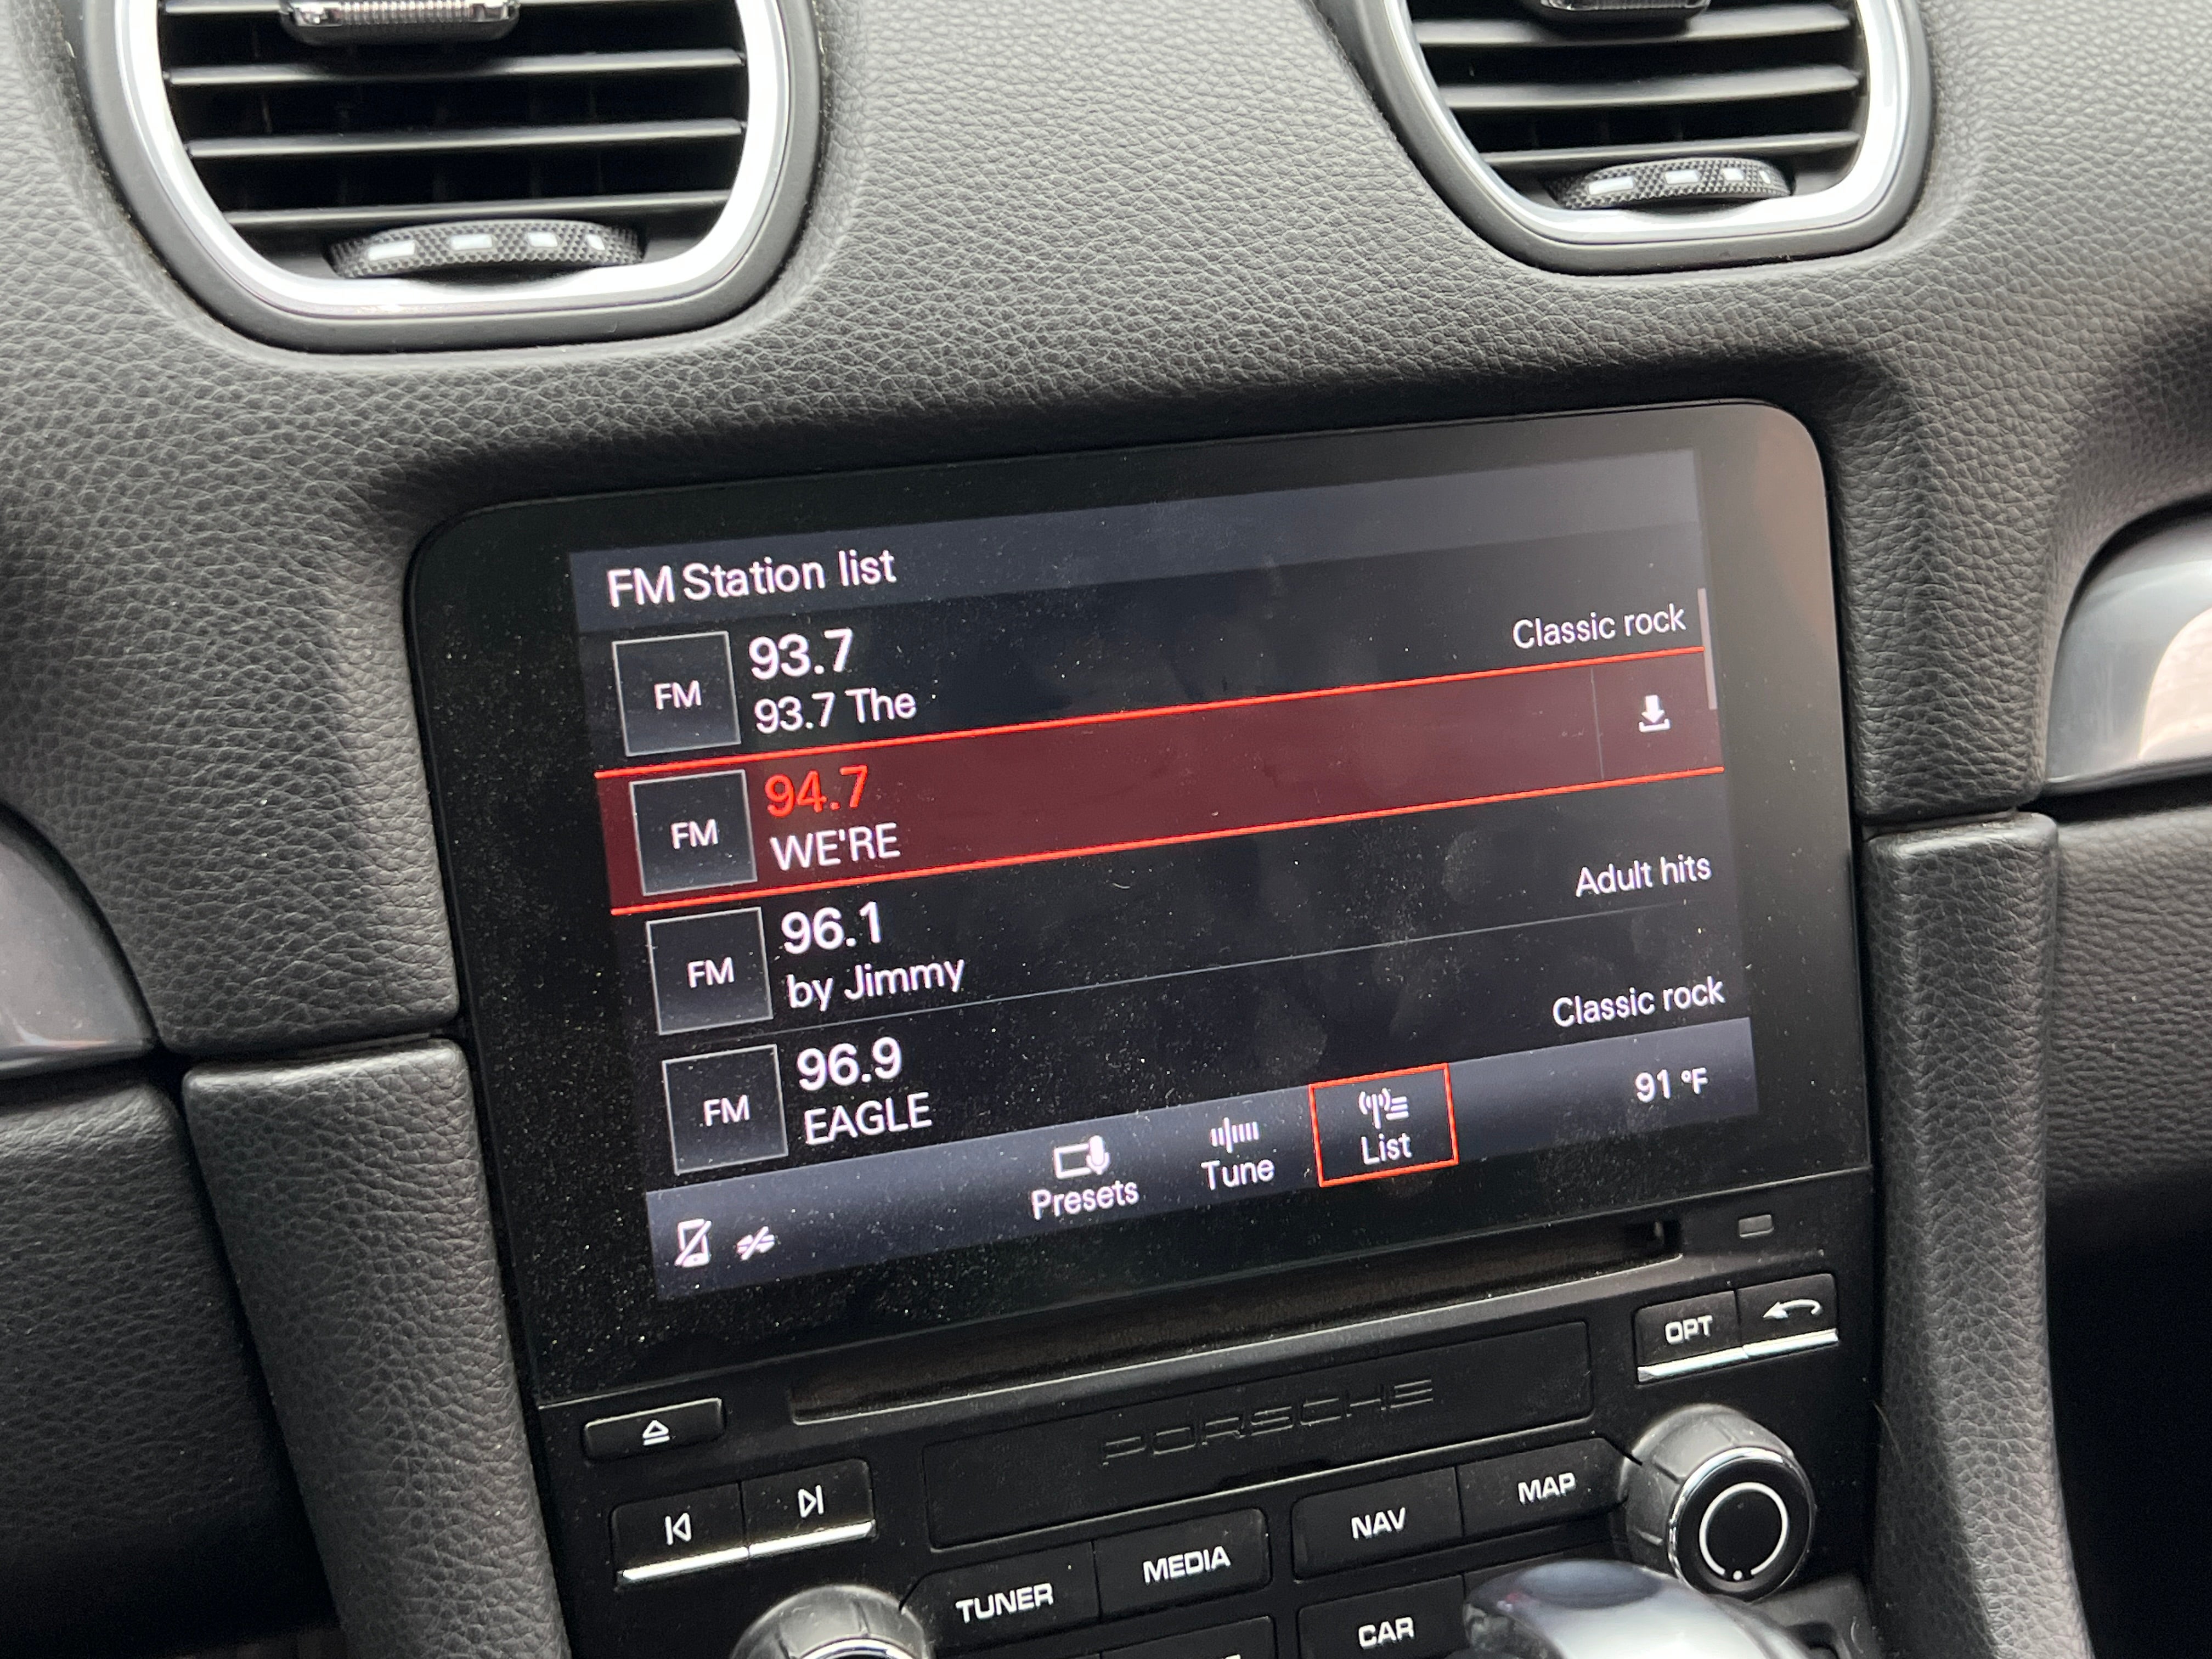 FM Station list
FM
93.7
93.7 The
Classic rock
FM
94.7
WE'RE
FM
96.1
by Jimmy
Adult hits
FM
96.9
EAGLE
Classic rock
Presets
Tune
List
91 °F
OPT
PORSCHE
TUNER
MEDIA
NAV
MAP
CAR